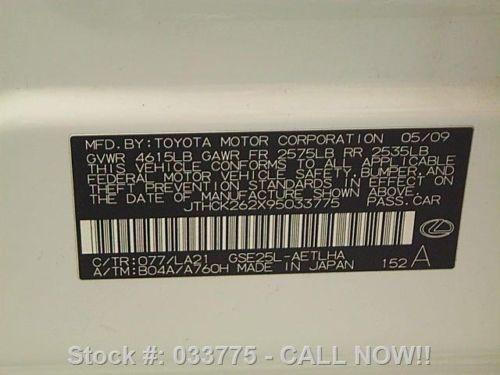 MFD.BY:TOYOTA MOTOR CORPORATION 05/09
GVWR 4615LB GAWR FR 2575LB RR 2535LB
THIS VEHICLE CONFORMS TO ALL APPLICABLE
FEDERAL MOTOR VEHICLE SAFETY, BUMPER, AND
THEFT PREVENTION STANDARDS IN EFFECT ON
THE DATE OF MANUFACTURE SHOWN ABOVE.
JTHCK262X95033775 PASS.CAR
C/TR:077/LA21 GSE25L-AETLHA
A/TM:B04A/A760H MADE IN JAPAN 152 A
Stock #: 033775 - CALL NOW!!